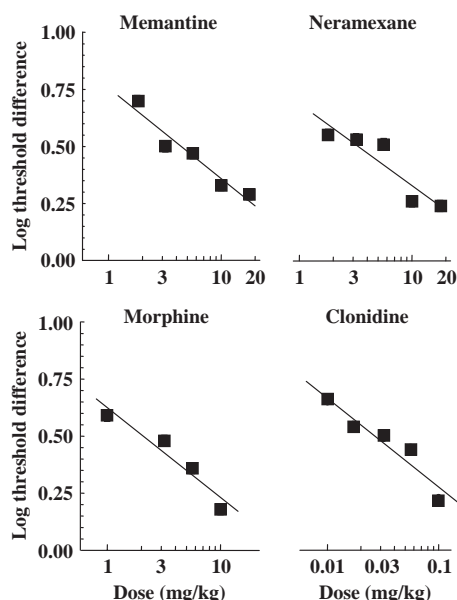 Memantine
Neramexane
Log threshold difference
1.00
0.75
0.50
0.25
0.00
1 3 10 20
1 3 10 20
Morphine
Clonidine
Log threshold difference
1.00
0.75
0.50
0.25
0.00
1 3 10
0.01 0.03 0.1
Dose (mg/kg)
Dose (mg/kg)